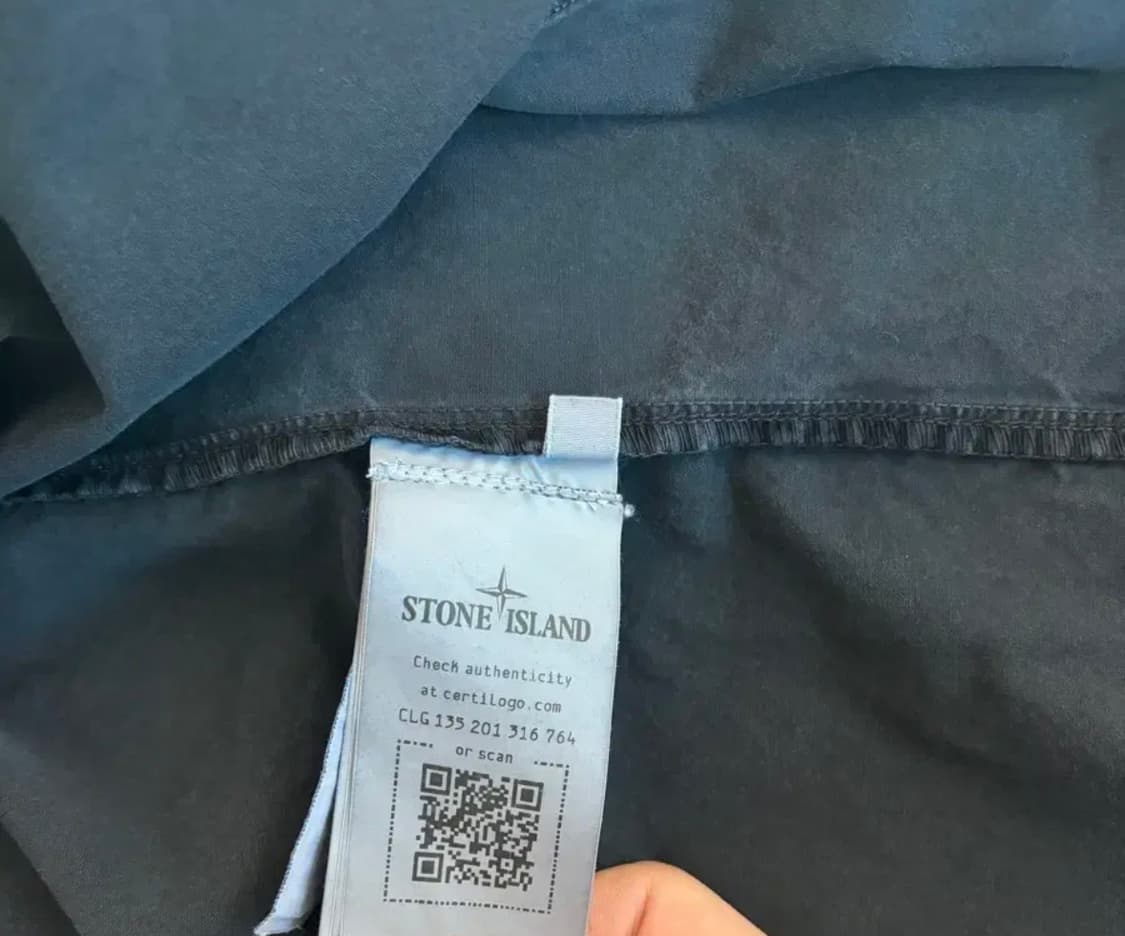 STONE ISLAND
Check authenticity
at certilogo.com
CLG 135 201 316 764
or scan